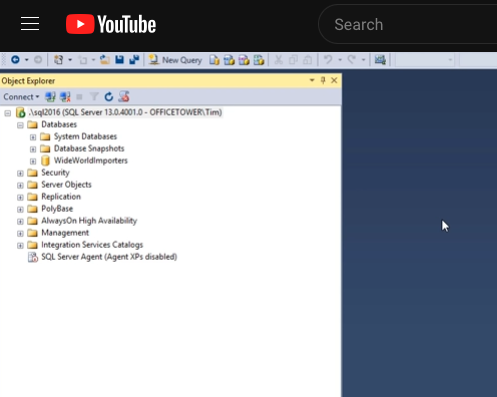 YouTube
Search
New Query
Object Explorer
Connect
.\sql2016 (SQL Server 13.0.4001.0 - OFFICETOWER\Tim)
Databases
System Databases
Database Snapshots
WideWorldImporters
Security
Server Objects
Replication
PolyBase
AlwaysOn High Availability
Management
Integration Services Catalogs
SQL Server Agent (Agent XPs disabled)